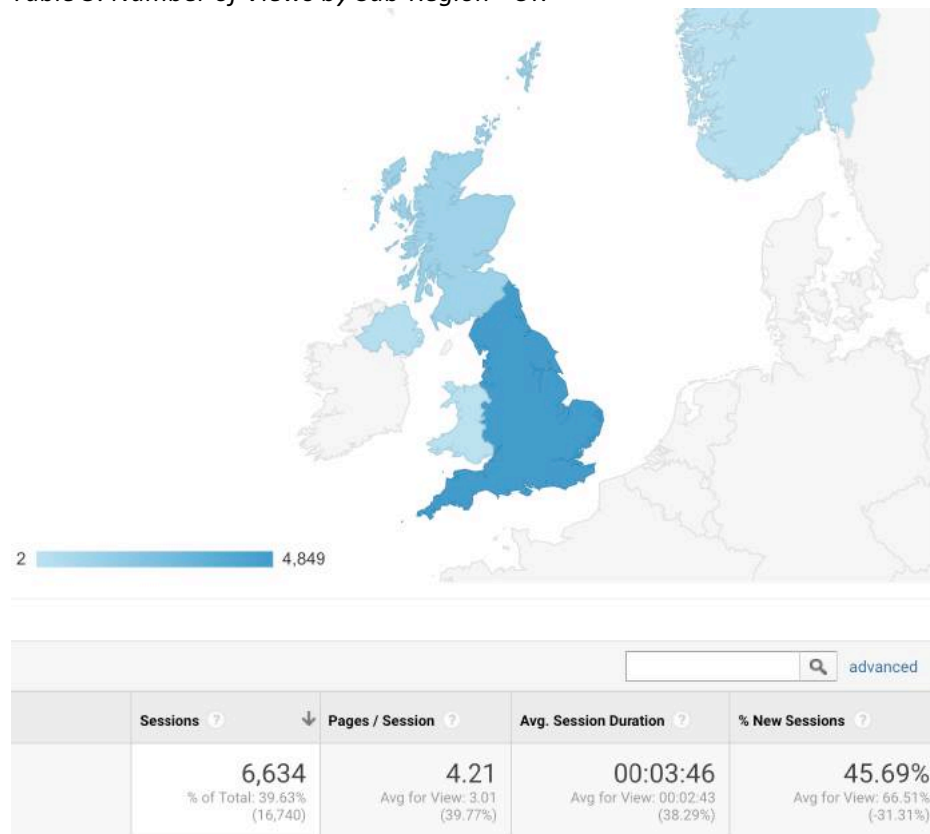 2 4,849
advanced
Sessions Pages / Session Avg. Session Duration % New Sessions
6,634 4.21 00:03:46 45.69%
% of Total: 39.63% Avg for View: 3.01 Avg for View: 00:02:43 Avg for View: 66.51%
(16,740) (39.77%) (38.29%) (-31.31%)